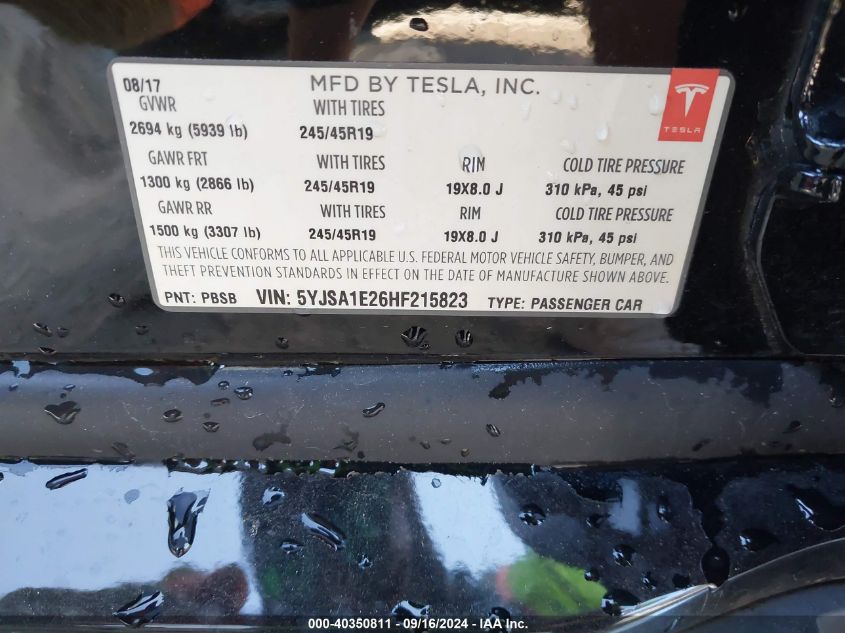 08/17 MFD BY TESLA, INC.
GVWR WITH TIRES
2694 kg (5939 lb) 245/45R19
TESLA
GAWR FRT WITH TIRES RIM COLD TIRE PRESSURE
1300 kg (2866 lb) 245/45R19 19X8.0 J 310 kPa, 45 psi
GAWR RR WITH TIRES RIM COLD TIRE PRESSURE
1500 kg (3307 lb) 245/45R19 19X8.0 J 310 kPa, 45 psi
THIS VEHICLE CONFORMS TO ALL APPLICABLE U.S. FEDERAL MOTOR VEHICLE SAFETY, BUMPER, AND
THEFT PREVENTION STANDARDS IN EFFECT ON THE DATE OF MANUFACTURE SHOWN ABOVE.
PNT: PBSB VIN: 5YJSA1E26HF215823 TYPE: PASSENGER CAR
000-40350811 - 09/16/2024 - IAA Inc.